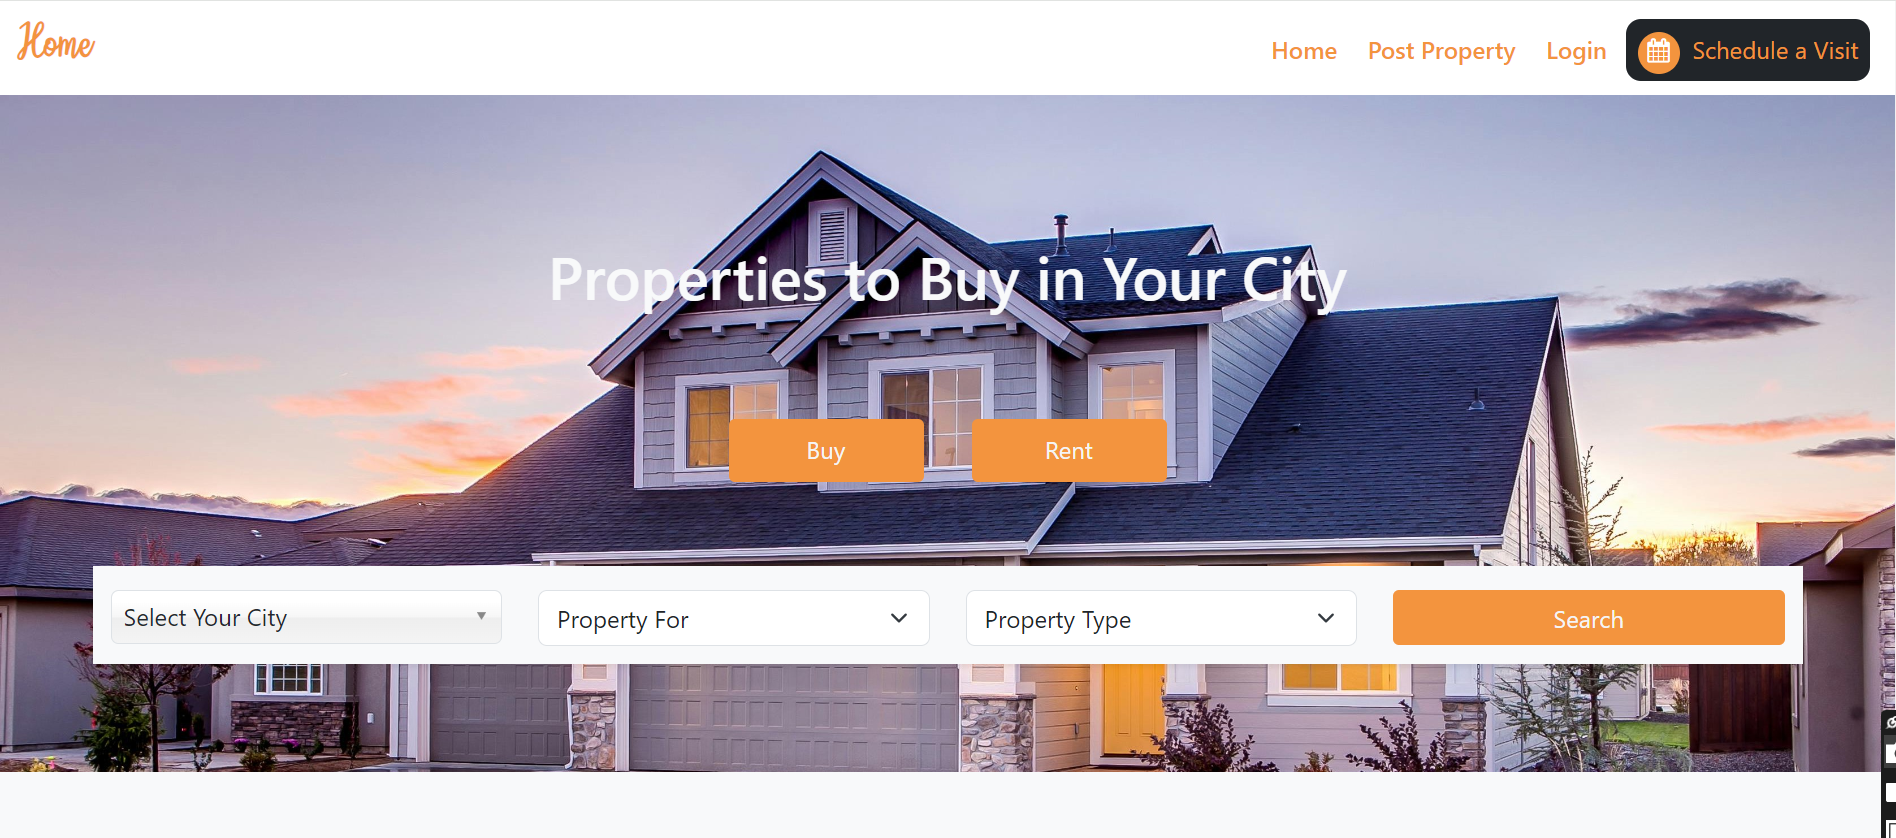 Home
Home Post Property Login Schedule a Visit
Properties to Buy in Your City
Buy Rent
Select Your City Property For Property Type Search